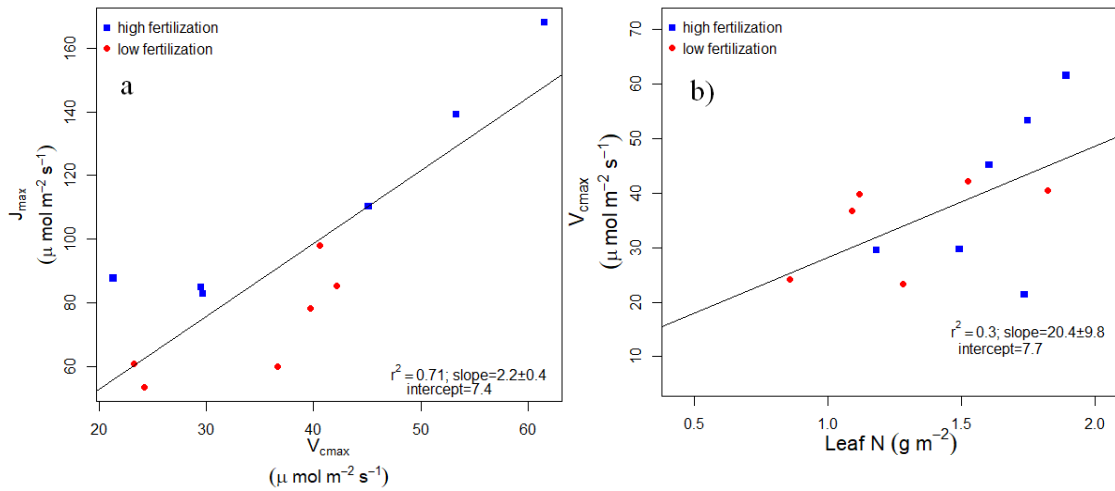 high fertilization
low fertilization
a
J max
(μ mol m⁻² s⁻¹)
60 80 100 120 140 160
r² = 0.71; slope=2.2±0.4
intercept=7.4
20 30 40 50 60
V cmax
(μ mol m⁻² s⁻¹)
high fertilization
low fertilization
b)
V cmax
(μ mol m⁻² s⁻¹)
10 20 30 40 50 60 70
r² = 0.3; slope=20.4±9.8
intercept=7.7
0.5 1.0 1.5 2.0
Leaf N (g m⁻²)